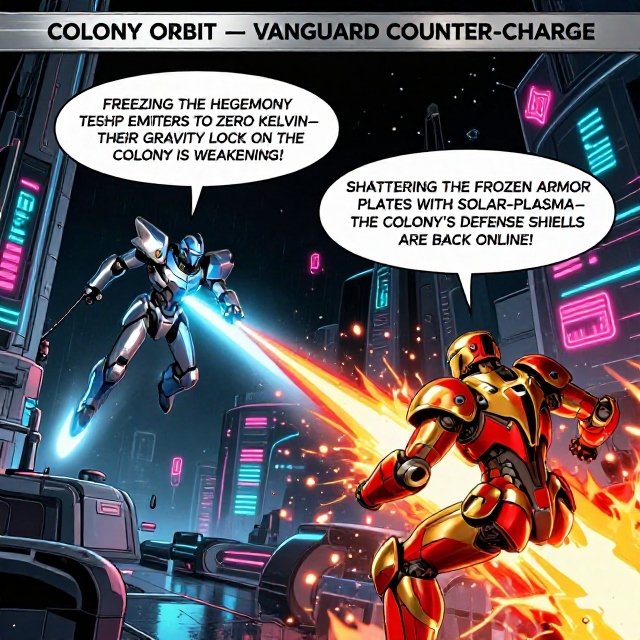 COLONY ORBIT — VANGUARD COUNTER-CHARGE
FREEZING THE HEGEMONY
TESHP EMITTERS TO ZERO KELVIN—
THEIR GRAVITY LOCK ON THE
COLONY IS WEAKENING!
SHATTERING THE FROZEN ARMOR
PLATES WITH SOLAR-PLASMA—
THE COLONY'S DEFENSE SHIELDS
ARE BACK ONLINE!